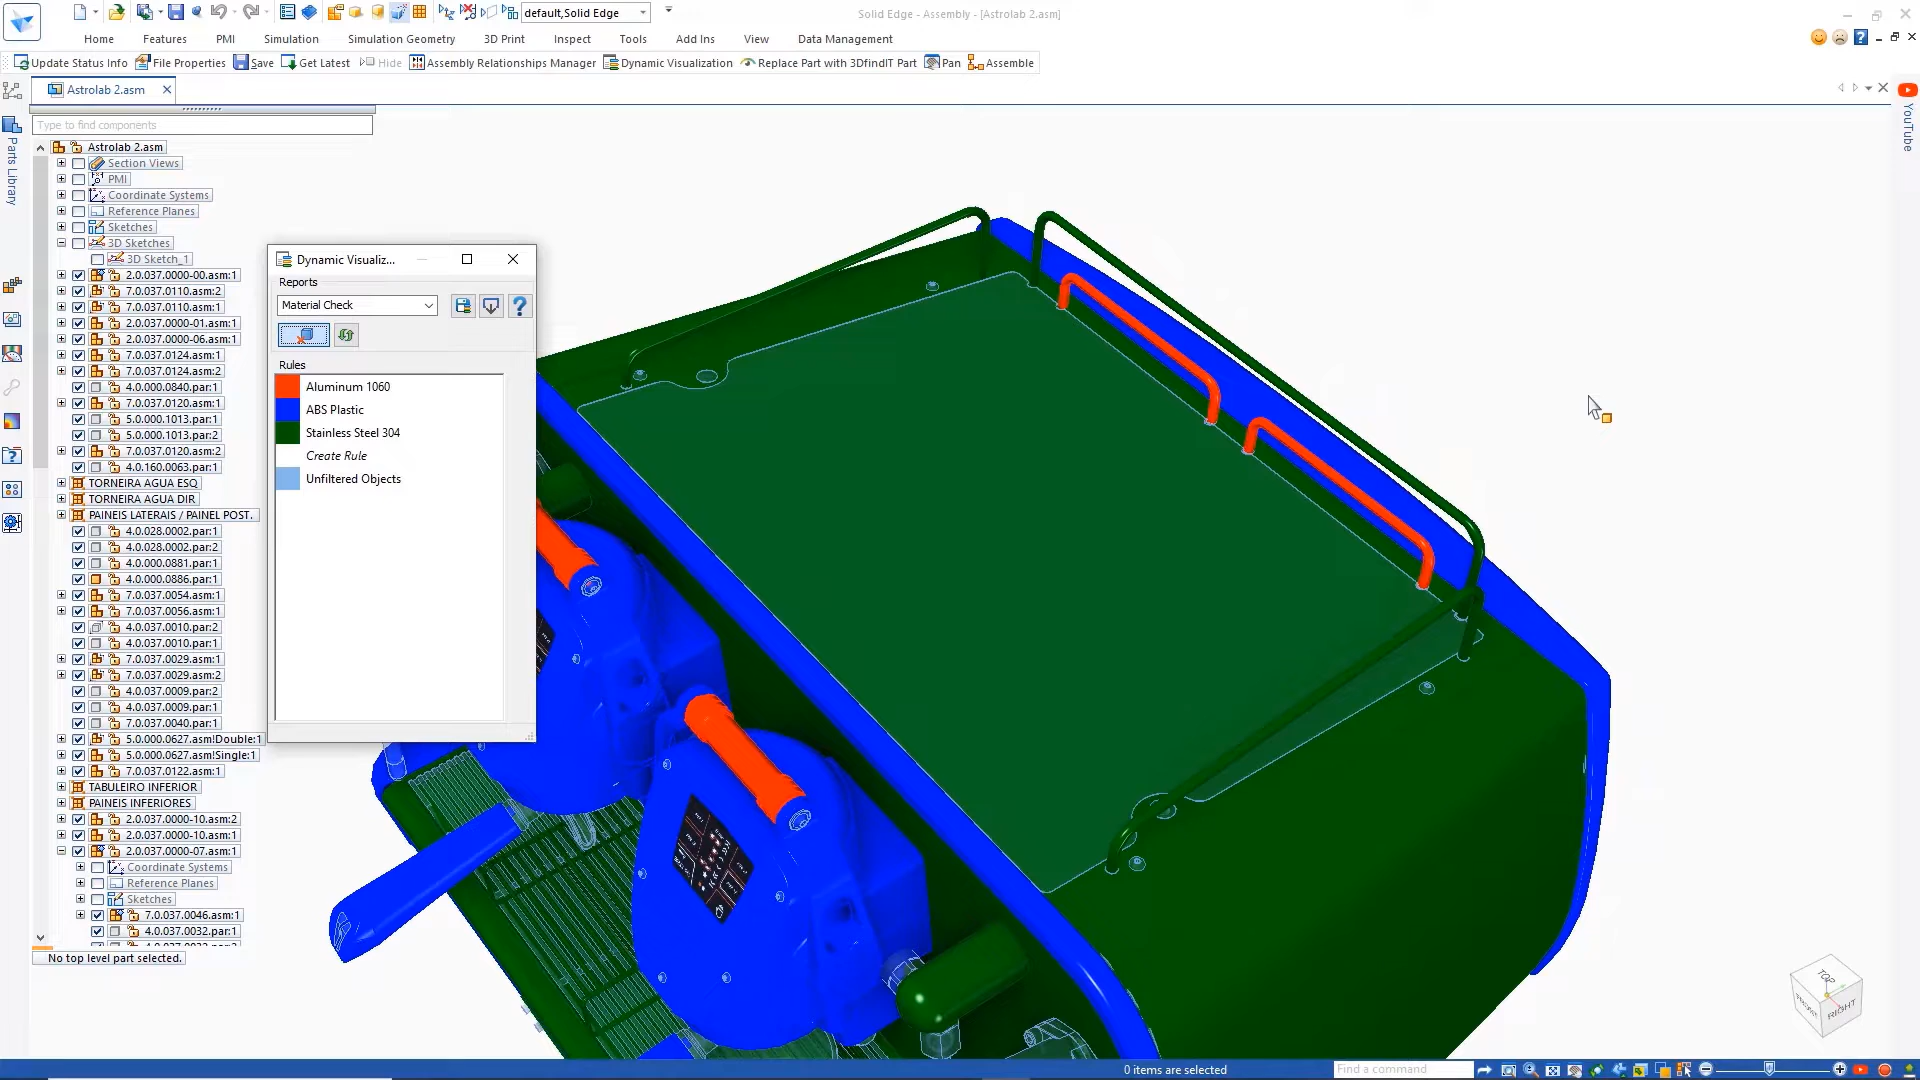 default,Solid Edge
Solid Edge - Assembly - [Astrolab 2.asm]
Home Features PMI Simulation Simulation Geometry 3D Print Inspect Tools Add Ins View Data Management
Update Status Info File Properties Save Get Latest Hide Assembly Relationships Manager Dynamic Visualization Replace Part with 3DfindIT Part Pan Assemble
Astrolab 2.asm
Type to find components
Parts Library
YouTube
Astrolab 2.asm
Section Views
PMI
Coordinate Systems
Reference Planes
Sketches
3D Sketches
3D Sketch_1
2.0.037.0000-00.asm:1
7.0.037.0110.asm:2
7.0.037.0110.asm:1
2.0.037.0000-01.asm:1
2.0.037.0000-06.asm:1
7.0.037.0124.asm:1
7.0.037.0124.asm:2
4.0.000.0840.par:1
7.0.037.0120.asm:1
5.0.000.1013.par:1
5.0.000.1013.par:2
7.0.037.0120.asm:2
4.0.160.0063.par:1
TORNEIRA AGUA ESQ
TORNEIRA AGUA DIR
PAINEIS LATERAIS / PAINEL POST.
4.0.028.0002.par:1
4.0.028.0002.par:2
4.0.000.0881.par:1
4.0.000.0886.par:1
7.0.037.0054.asm:1
7.0.037.0056.asm:1
4.0.037.0010.par:2
4.0.037.0010.par:1
7.0.037.0029.asm:1
7.0.037.0029.asm:2
4.0.037.0009.par:2
4.0.037.0009.par:1
7.0.037.0040.par:1
5.0.000.0627.asm!Double:1
5.0.000.0627.asm!Single:1
7.0.037.0122.asm:1
TABULEIRO INFERIOR
PAINEIS INFERIORES
2.0.037.0000-10.asm:2
2.0.037.0000-10.asm:1
2.0.037.0000-07.asm:1
Coordinate Systems
Reference Planes
Sketches
7.0.037.0046.asm:1
4.0.037.0032.par:1
No top level part selected.
Dynamic Visualiz...
Reports
Material Check
Rules
Aluminum 1060
ABS Plastic
Stainless Steel 304
Create Rule
Unfiltered Objects
TOP
FRONT
RIGHT
0 items are selected
Find a command